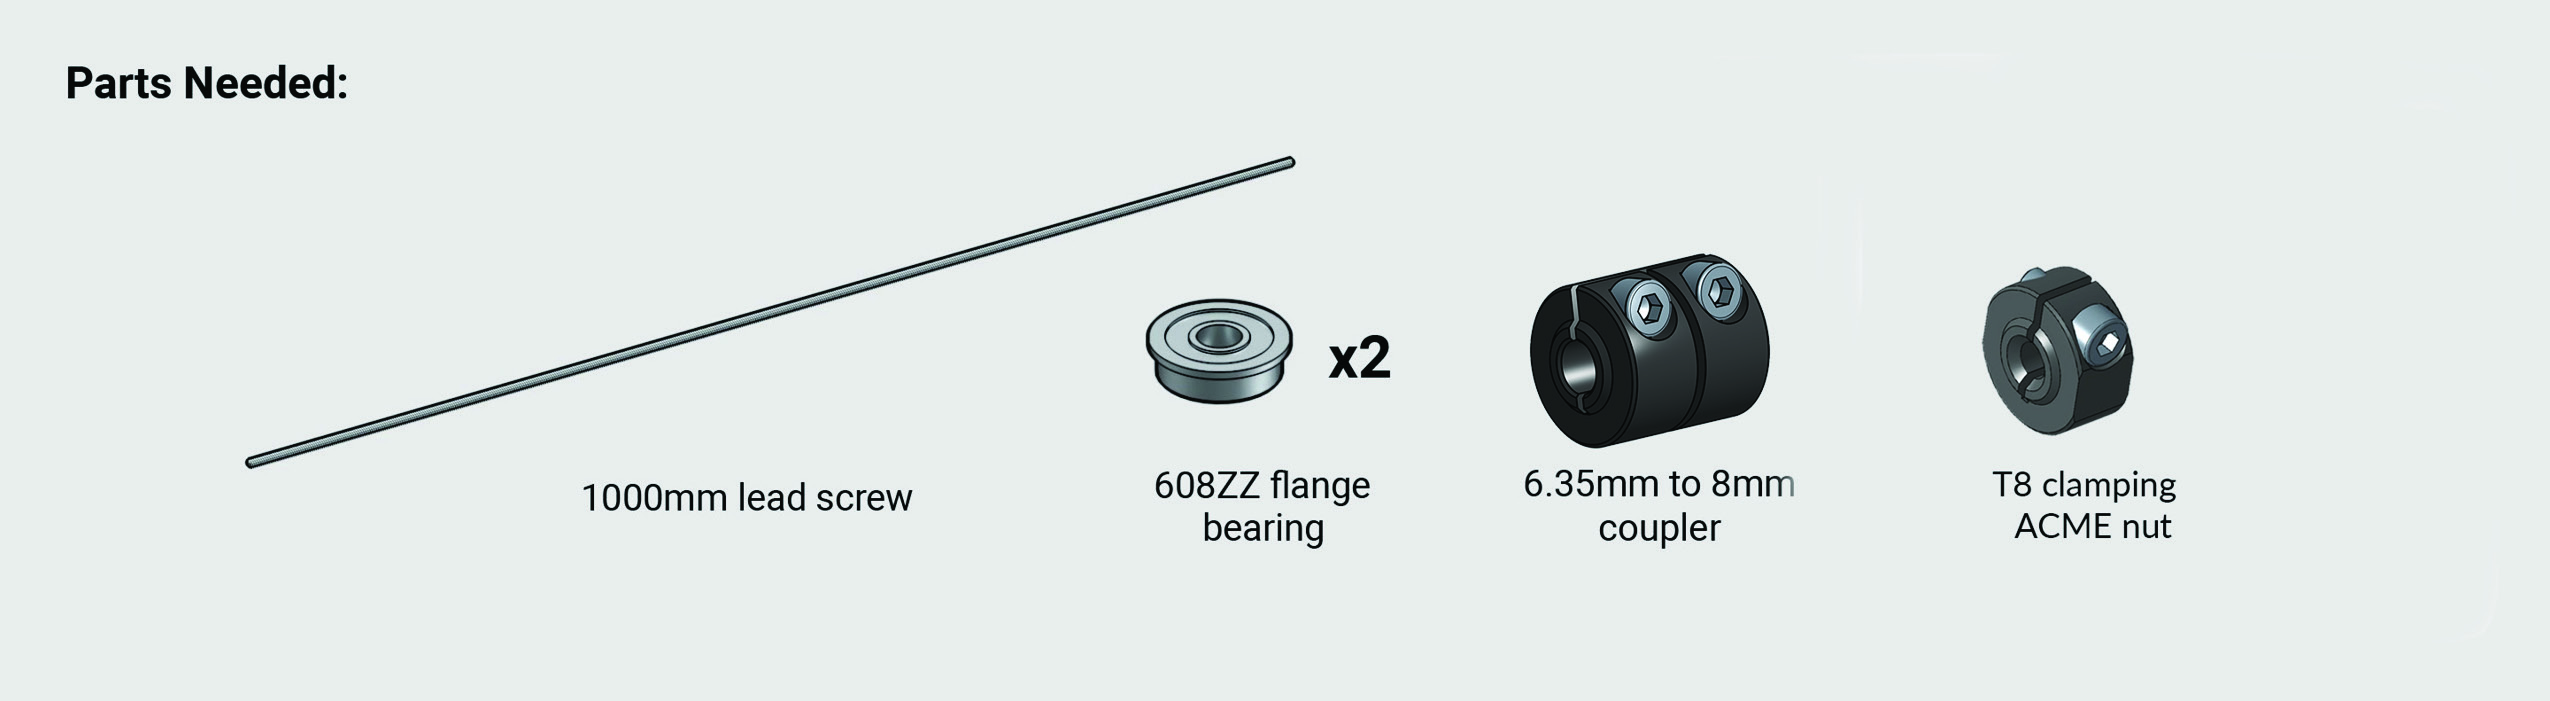 Parts Needed:
x2
1000mm lead screw
608ZZ flange
bearing
6.35mm to 8mm
coupler
T8 clamping
ACME nut